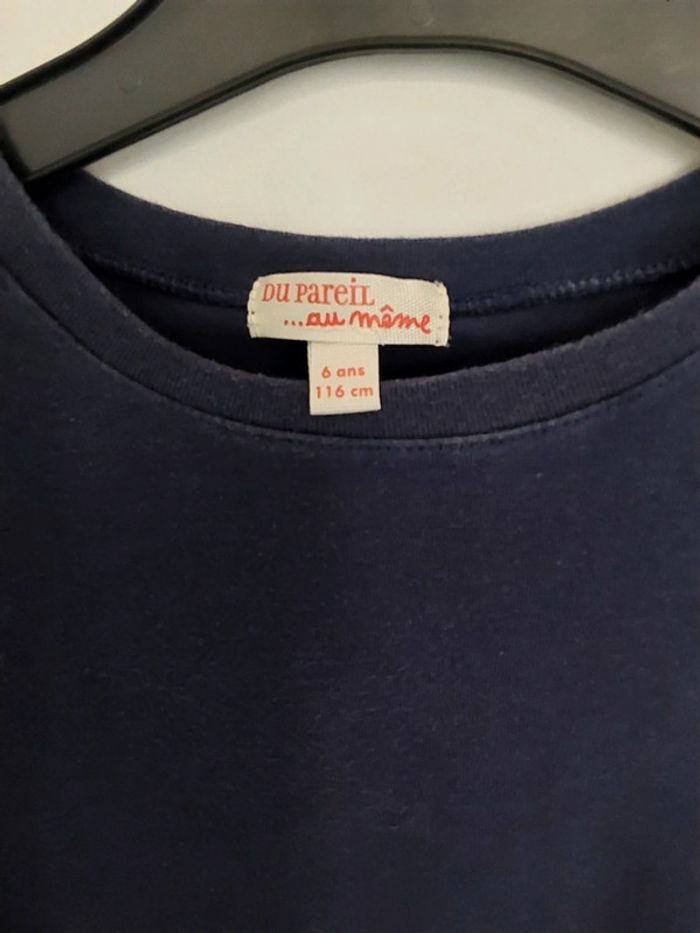 DU PAREIL
...au même
6 ans
116 cm